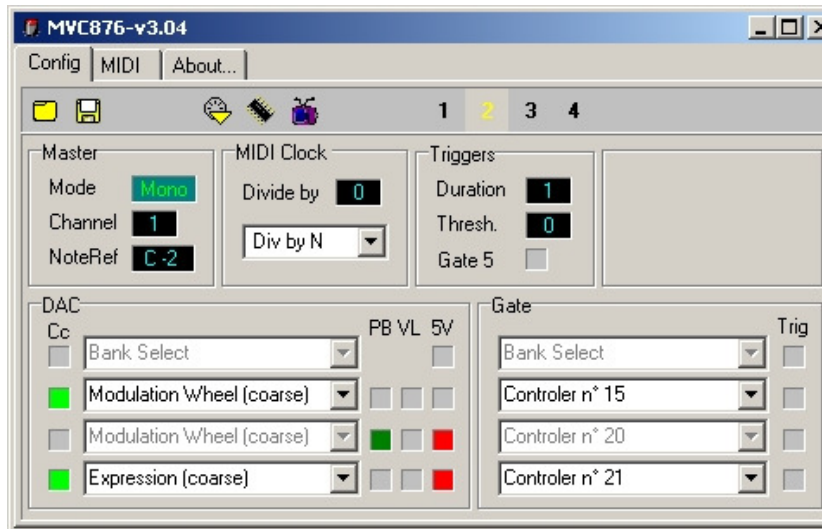 MVC876-v3.04
Config MIDI About...
1 2 3 4
Master
Mode Mono
Channel 1
NoteRef C -2
MIDI Clock
Divide by 0
Div by N
Triggers
Duration 1
Thresh. 0
Gate 5
DAC
Cc PB VL 5V
Bank Select
Modulation Wheel (coarse)
Modulation Wheel (coarse)
Expression (coarse)
Gate
Trig
Bank Select
Controler n° 15
Controler n° 20
Controler n° 21